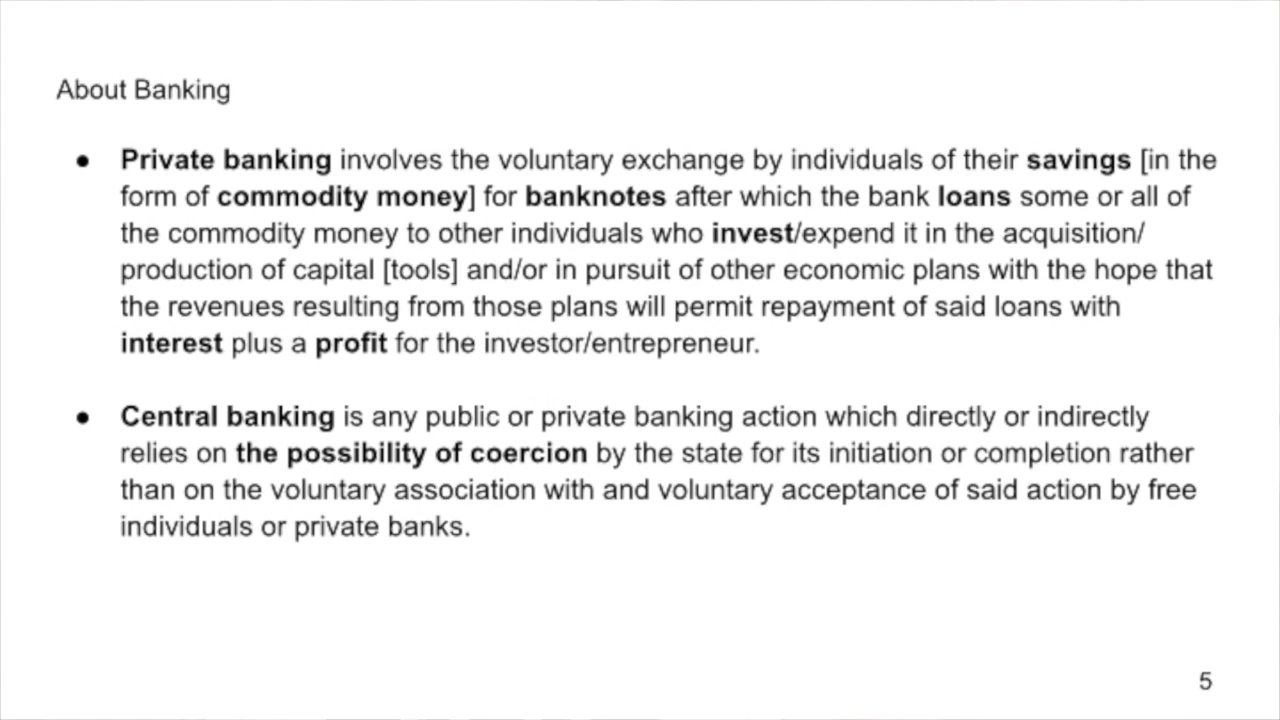 About Banking
● Private banking involves the voluntary exchange by individuals of their savings [in the
form of commodity money] for banknotes after which the bank loans some or all of
the commodity money to other individuals who invest/expend it in the acquisition/
production of capital [tools] and/or in pursuit of other economic plans with the hope that
the revenues resulting from those plans will permit repayment of said loans with
interest plus a profit for the investor/entrepreneur.
● Central banking is any public or private banking action which directly or indirectly
relies on the possibility of coercion by the state for its initiation or completion rather
than on the voluntary association with and voluntary acceptance of said action by free
individuals or private banks.
5